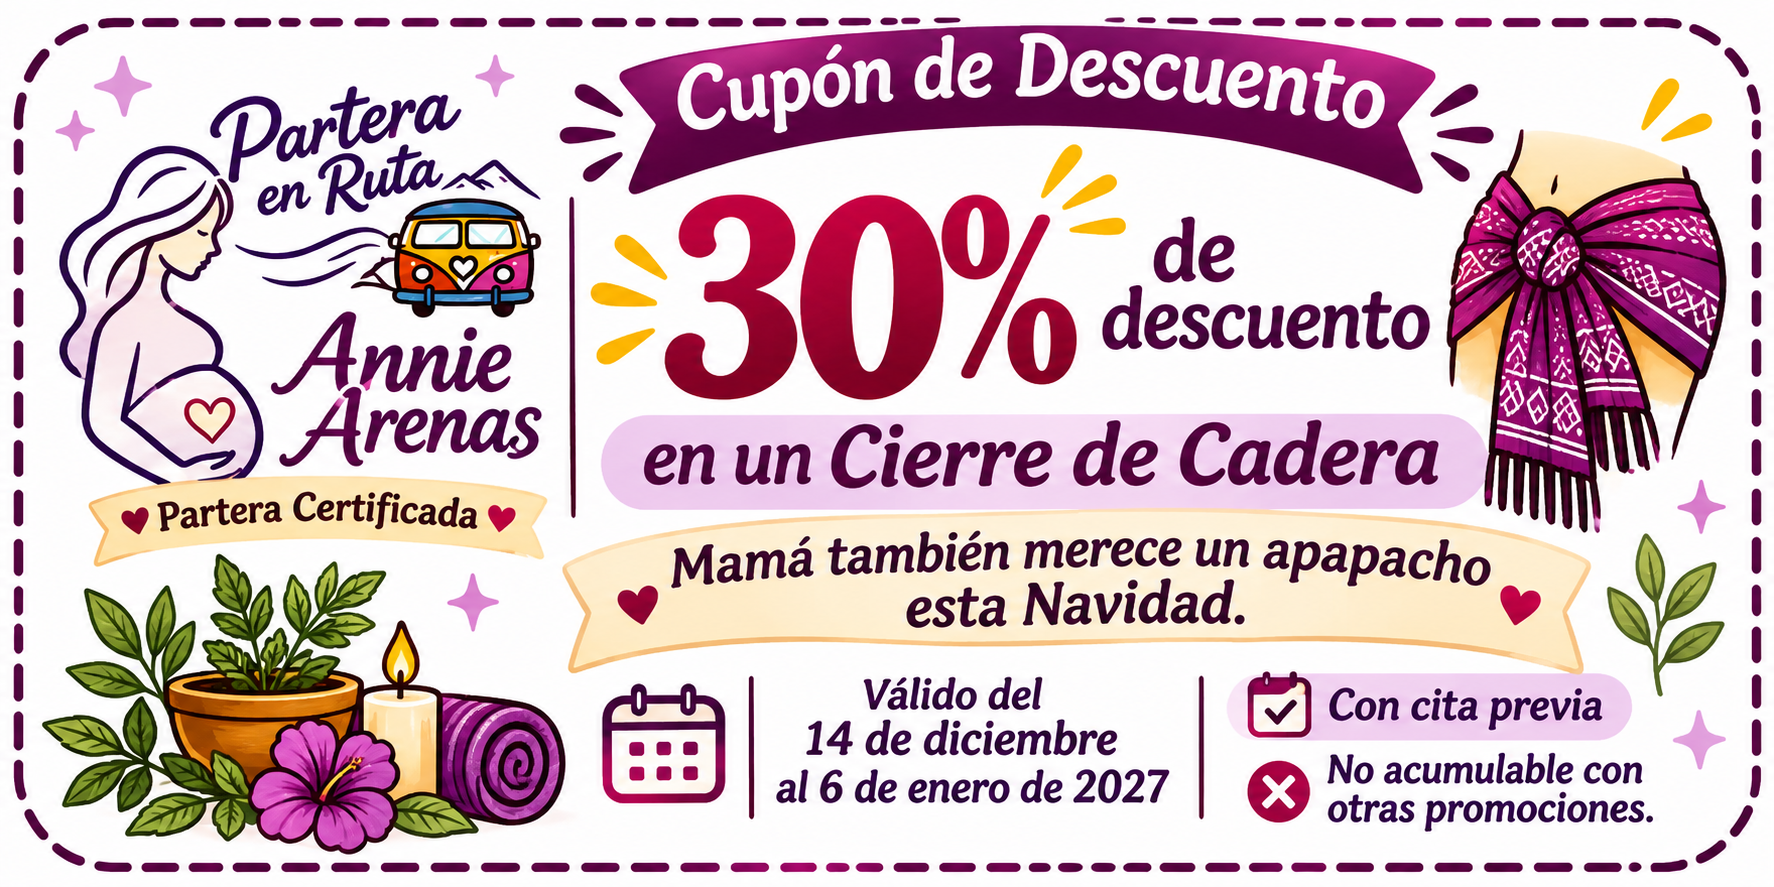 Partera
en Ruta
Annie
Arenas
Partera Certificada
Cupón de Descuento
30% de
descuento
en un Cierre de Cadera
Mamá también merece un apapacho
esta Navidad.
Válido del
14 de diciembre
al 6 de enero de 2027
Con cita previa
No acumulable con
otras promociones.